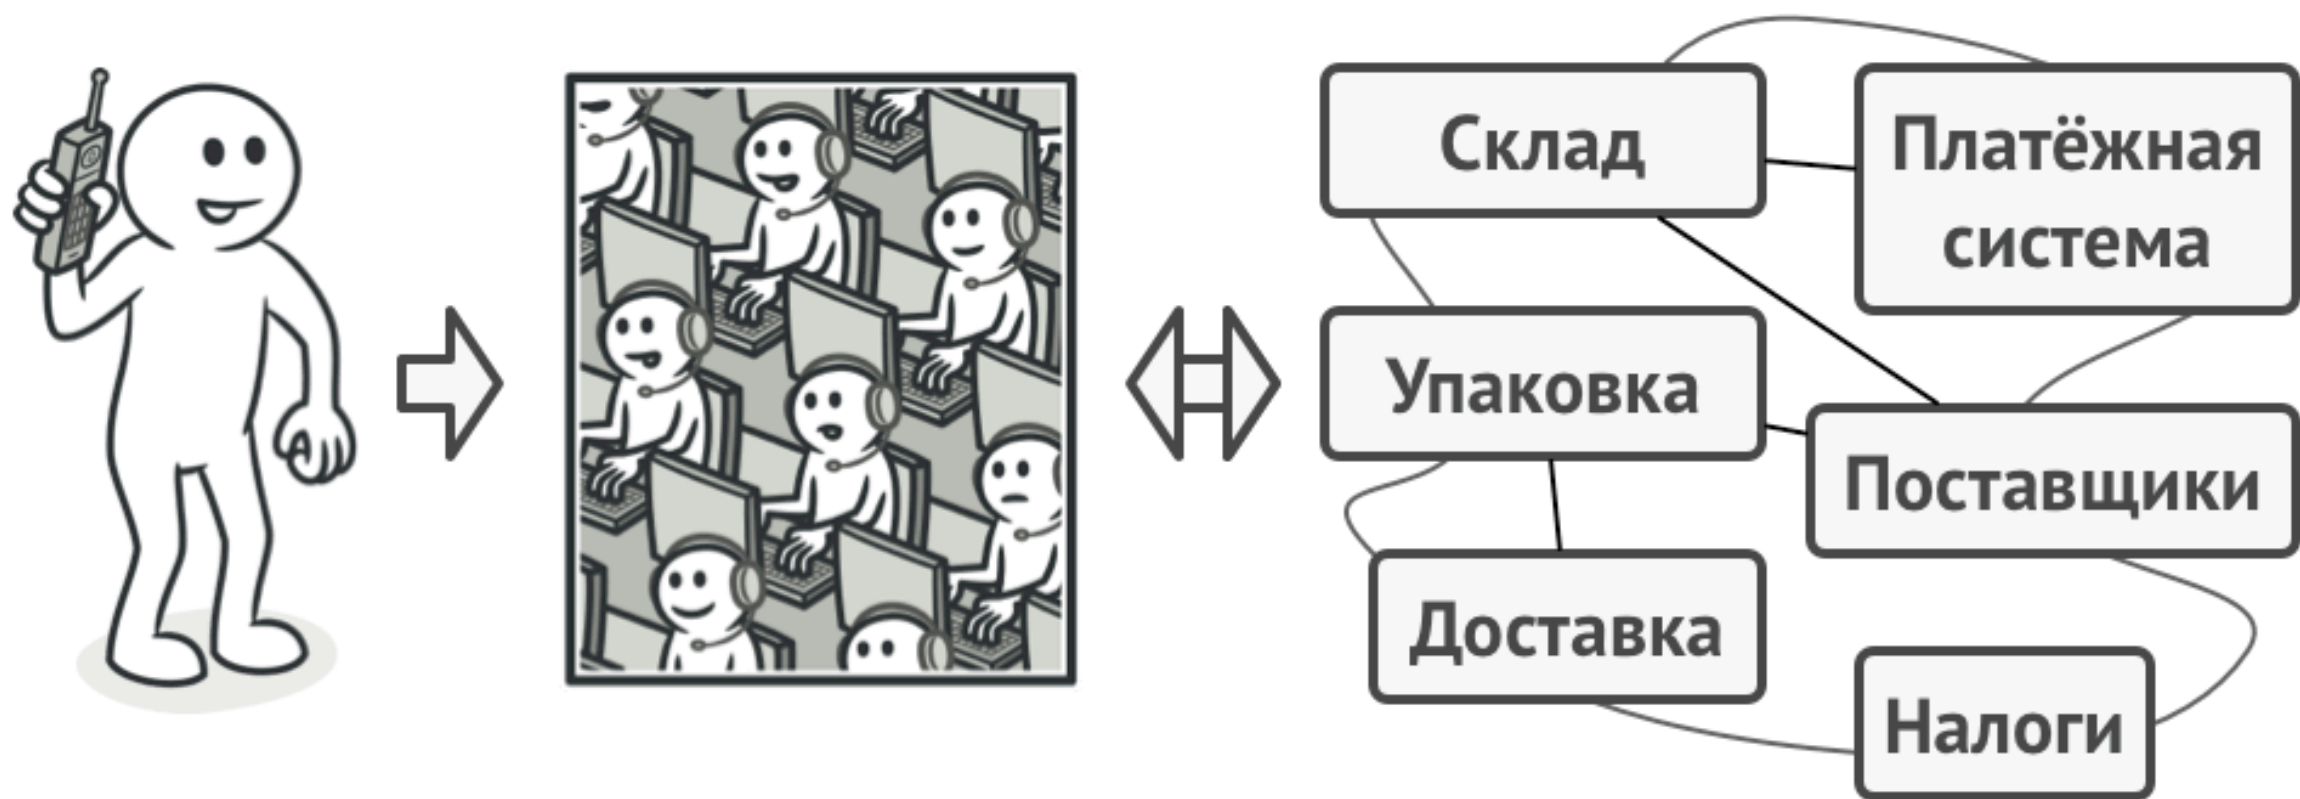 Склад
Платёжная
система
Упаковка
Поставщики
Доставка
Налоги